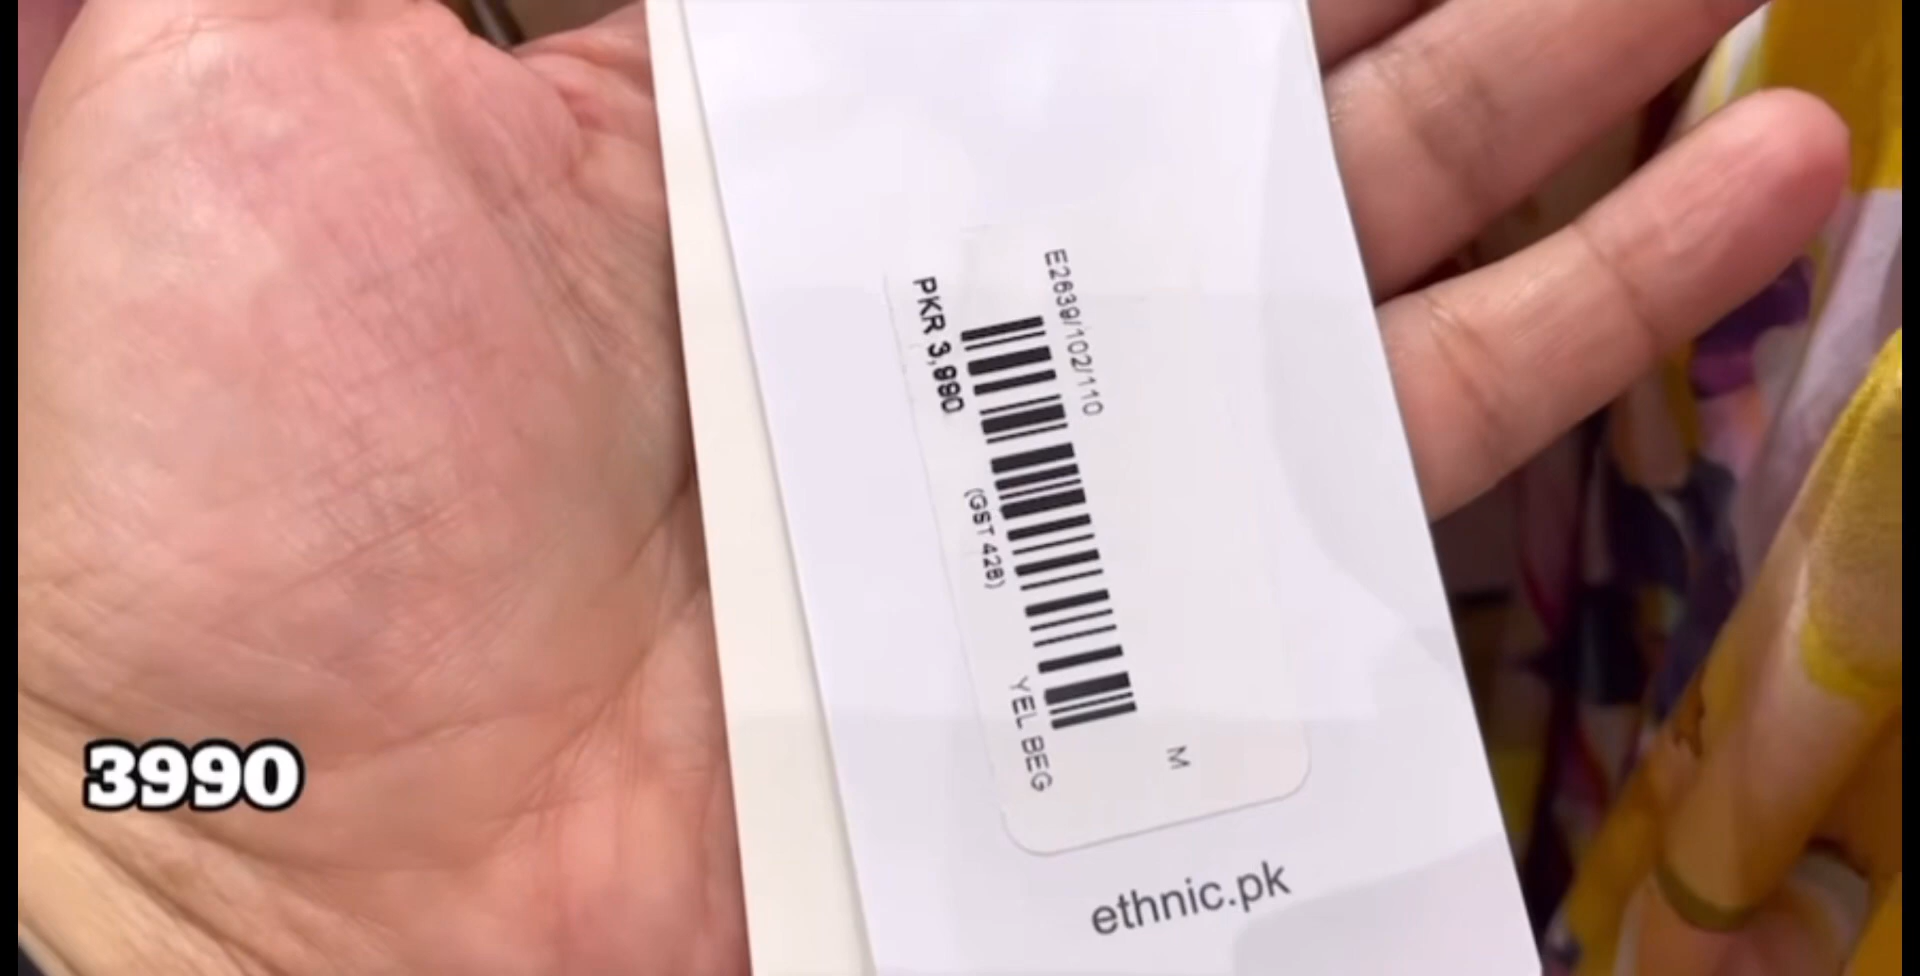 E2639/102/110
PKR 3,990
(GST 428)
YEL BEG
M
ethnic.pk
3990